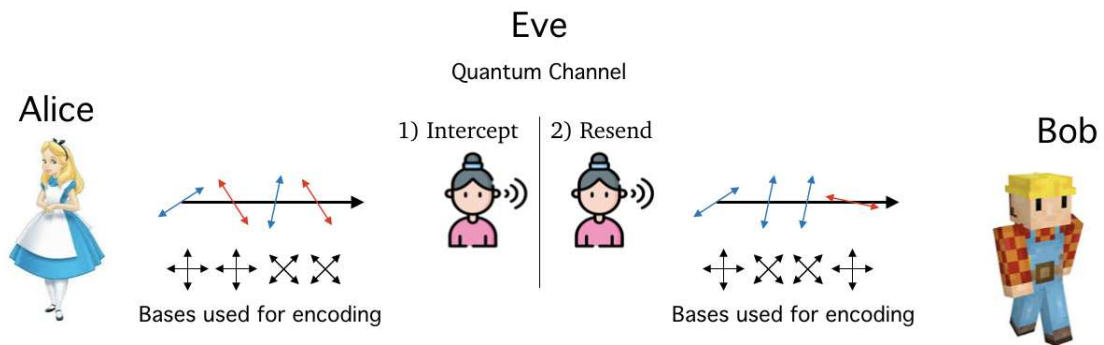 Eve
Quantum Channel
Alice
1) Intercept
2) Resend
Bob
Bases used for encoding
Bases used for encoding